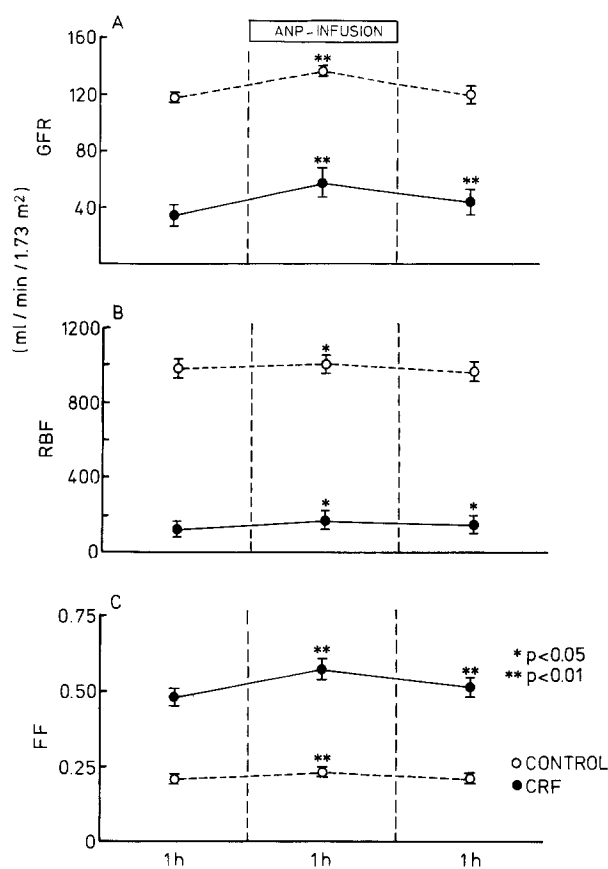 A
ANP-INFUSION
160
**
120
GFR
80
**
**
40
(ml / min / 1.73 m²)
B
1200
*
800
RBF
400
*
*
0
C
0.75
**
**
* p<0.05
** p<0.01
0.50
FF
0.25
**
CONTROL
CRF
0
1h
1h
1h